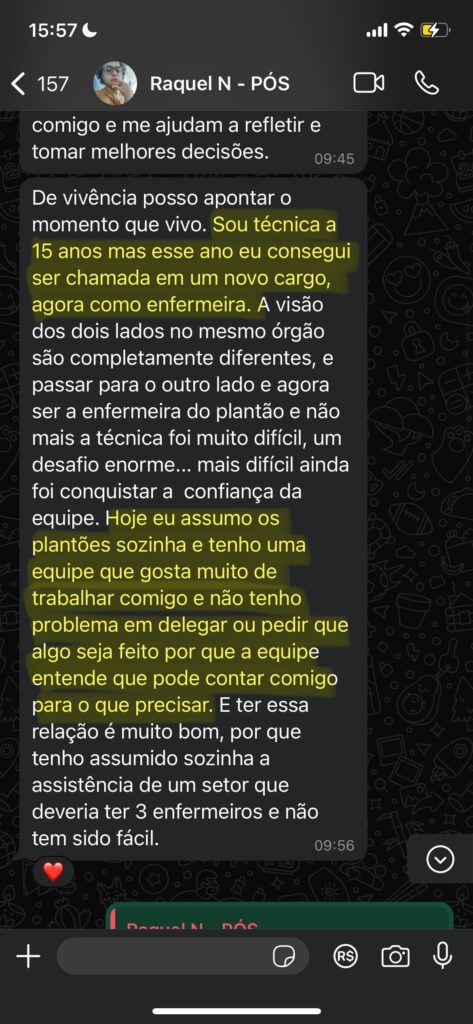 15:57
157
Raquel N - PÓS
comigo e me ajudam a refletir e
tomar melhores decisões.
09:45
De vivência posso apontar o
momento que vivo. Sou técnica a
15 anos mas esse ano eu consegui
ser chamada em um novo cargo,
agora como enfermeira. A visão
dos dois lados no mesmo órgão
são completamente diferentes, e
passar para o outro lado e agora
ser a enfermeira do plantão e não
mais a técnica foi muito difícil, um
desafio enorme... mais difícil ainda
foi conquistar a confiança da
equipe. Hoje eu assumo os
plantões sozinha e tenho uma
equipe que gosta muito de
trabalhar comigo e não tenho
problema em delegar ou pedir que
algo seja feito por que a equipe
entende que pode contar comigo
para o que precisar. E ter essa
relação é muito bom, por que
tenho assumido sozinha a
assistência de um setor que
deveria ter 3 enfermeiros e não
tem sido fácil.
09:56
Raquel N - PÓS
R$